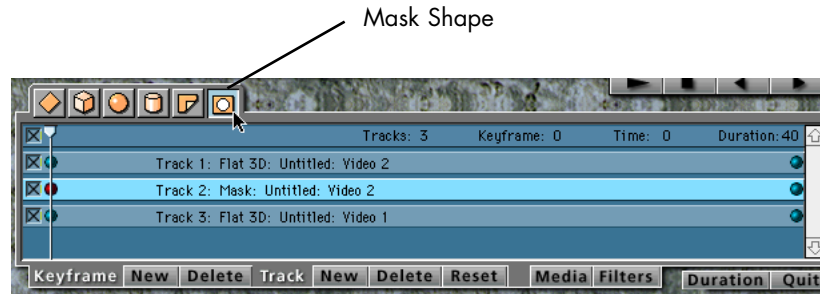 Mask Shape
Tracks: 3 Keyframe: 0 Time: 0 Duration: 40
Track 1: Flat 3D: Untitled: Video 2
Track 2: Mask: Untitled: Video 2
Track 3: Flat 3D: Untitled: Video 1
Keyframe New Delete Track New Delete Reset Media Filters Duration Quit